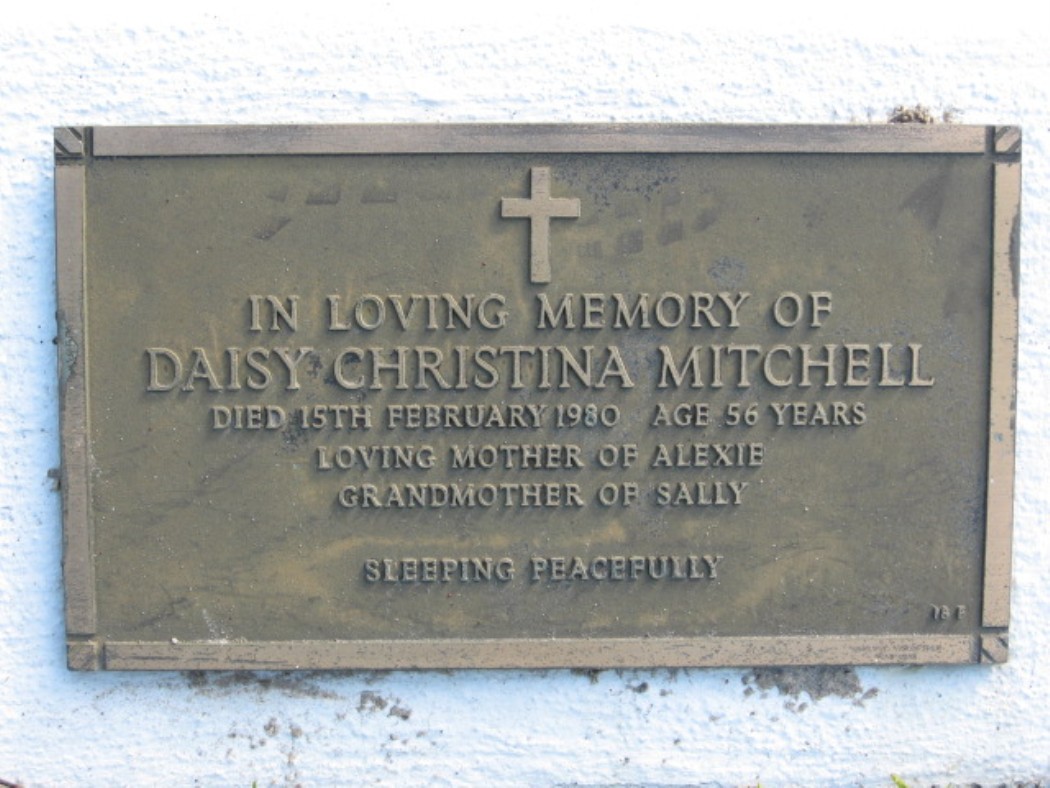 IN LOVING MEMORY OF
DAISY CHRISTINA MITCHELL
DIED 15TH FEBRUARY 1980 AGE 56 YEARS
LOVING MOTHER OF ALEXIE
GRANDMOTHER OF SALLY
SLEEPING PEACEFULLY
18 F